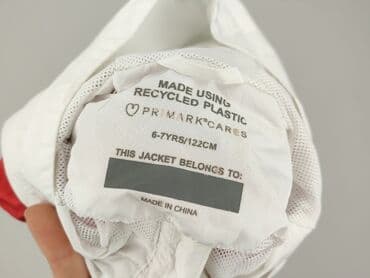 MADE USING
RECYCLED PLASTIC
PRIMARK®CARES
6-7YRS/122CM
THIS JACKET BELONGS TO:
MADE IN CHINA